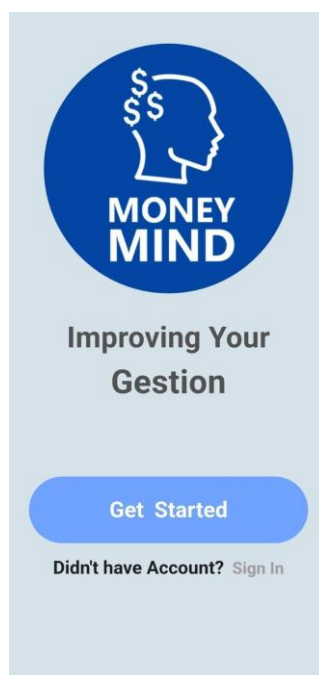 $
$$
MONEY
MIND
Improving Your
Gestion
Get Started
Didn't have Account? Sign In